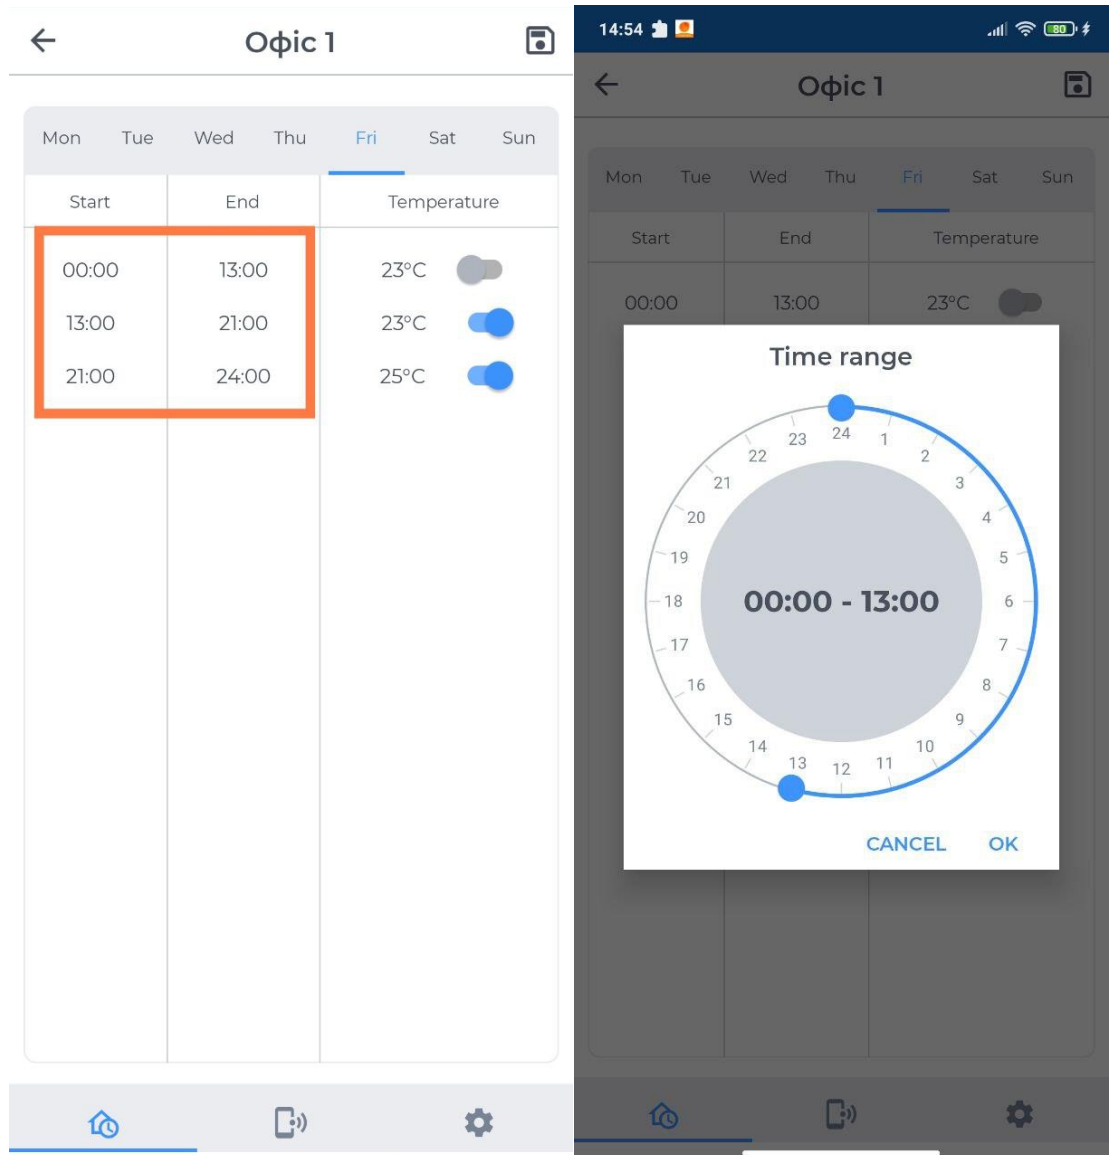 Офіс 1
Mon Tue Wed Thu Fri Sat Sun
Start End Temperature
00:00 13:00 23°C
13:00 21:00 23°C
21:00 24:00 25°C
14:54 80
Офіс 1
Mon Tue Wed Thu Fri Sat Sun
Start End Temperature
00:00 13:00 23°C
Time range
24
1
2
3
4
5
6
7
8
9
10
11
12
13
14
15
16
17
18
19
20
21
22
23
00:00 - 13:00
CANCEL OK